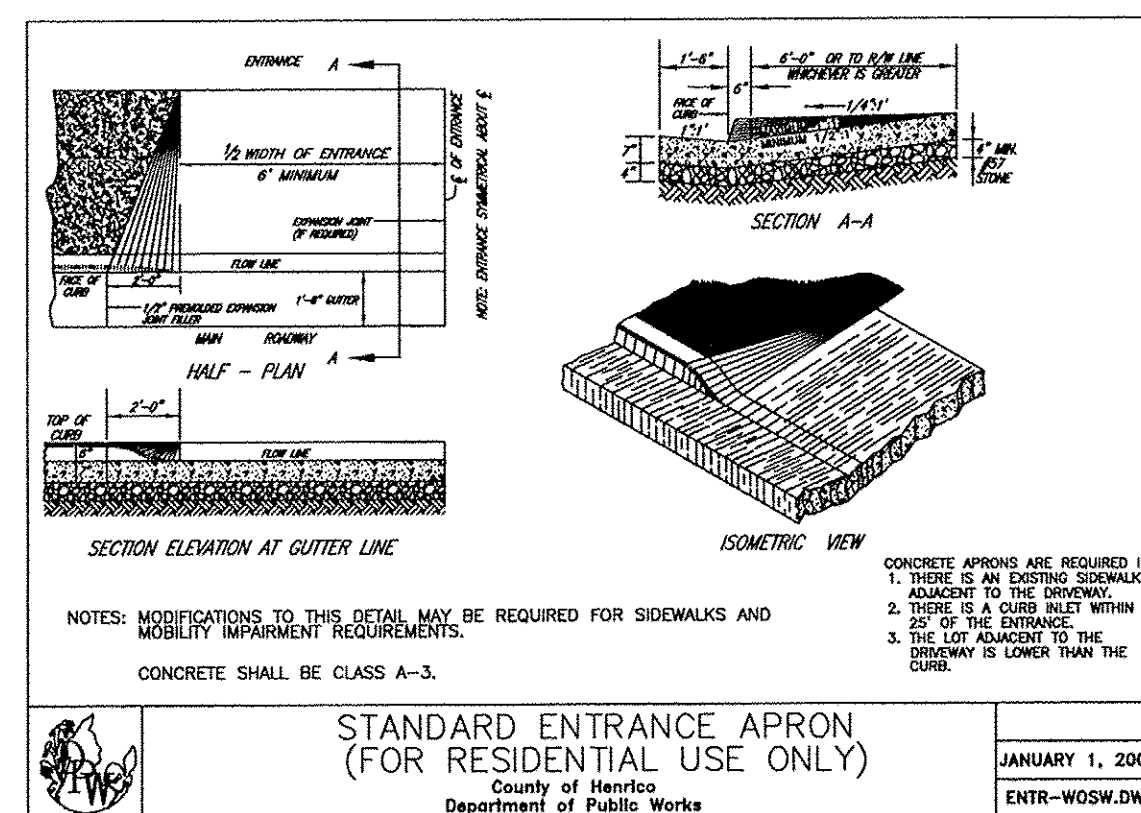 ENTRANCE A
1/2 WIDTH OF ENTRANCE
6' MINIMUM
EXPANSION JOINT
(IF REQUIRED)
FLOW LINE
FACE OF
CURB
2'-0"
1/2" PREMOLDED EXPANSION
JOINT FILLER
1'-6" GUTTER
MAIN ROADWAY
A
HALF - PLAN
℄ OF ENTRANCE
NOTE: ENTRANCE SYMMETRICAL ABOUT ℄
1'-6"
6'-0" OR TO R/W LINE
WHICHEVER IS GREATER
6"
FACE OF
CURB
1":1'
1/4":1'
MINIMUM 1/2"
7"
4"
4" MIN.
#57
STONE
SECTION A-A
2'-0"
TOP OF
CURB
6"
FLOW LINE
SECTION ELEVATION AT GUTTER LINE
ISOMETRIC VIEW
CONCRETE APRONS ARE REQUIRED
1. THERE IS AN EXISTING SIDEWALK
ADJACENT TO THE DRIVEWAY.
2. THERE IS A CURB INLET WITHIN
25' OF THE ENTRANCE.
3. THE LOT ADJACENT TO THE
DRIVEWAY IS LOWER THAN THE
CURB.
NOTES: MODIFICATIONS TO THIS DETAIL MAY BE REQUIRED FOR SIDEWALKS AND
MOBILITY IMPAIRMENT REQUIREMENTS.
CONCRETE SHALL BE CLASS A-3.
DPW
STANDARD ENTRANCE APRON
(FOR RESIDENTIAL USE ONLY)
County of Henrico
Department of Public Works
JANUARY 1, 200
ENTR-WOSW.DW